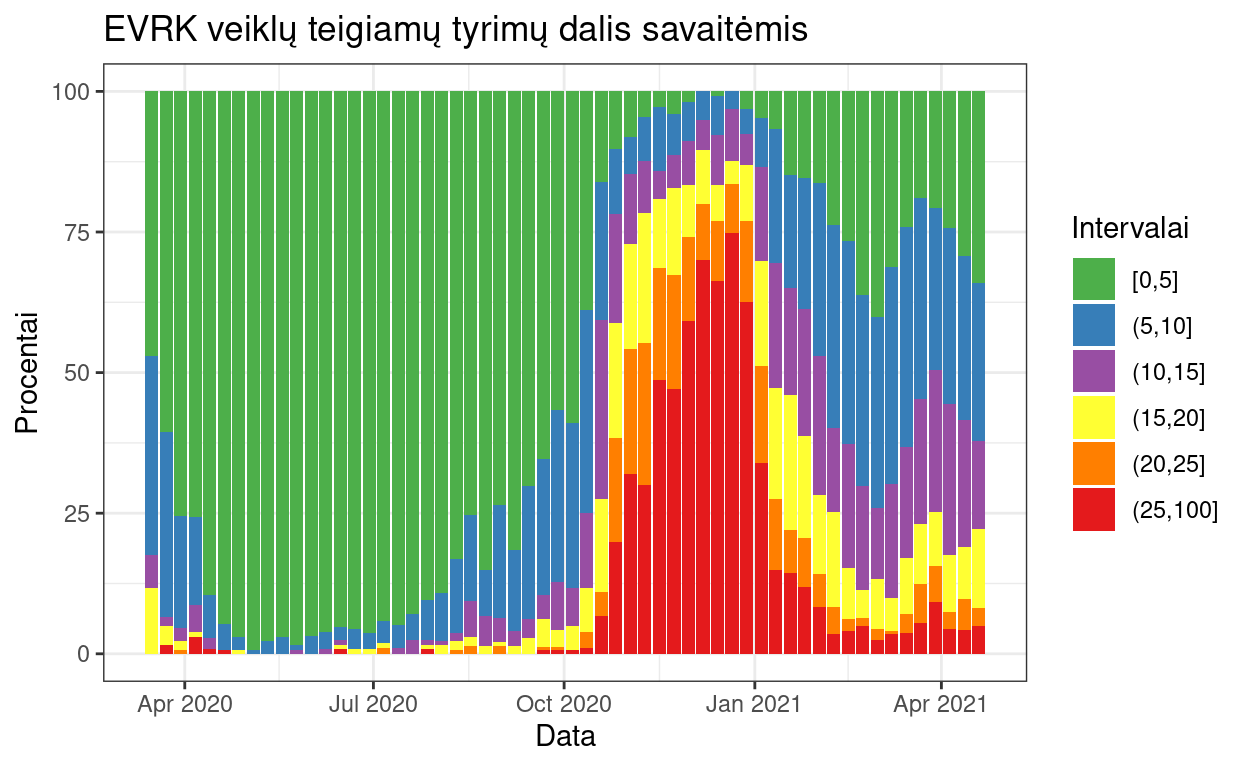 EVRK veiklų teigiamų tyrimų dalis savaitėmis
Procentai
100
75
50
25
0
Apr 2020
Jul 2020
Oct 2020
Jan 2021
Apr 2021
Data
Intervalai
[0,5]
(5,10]
(10,15]
(15,20]
(20,25]
(25,100]